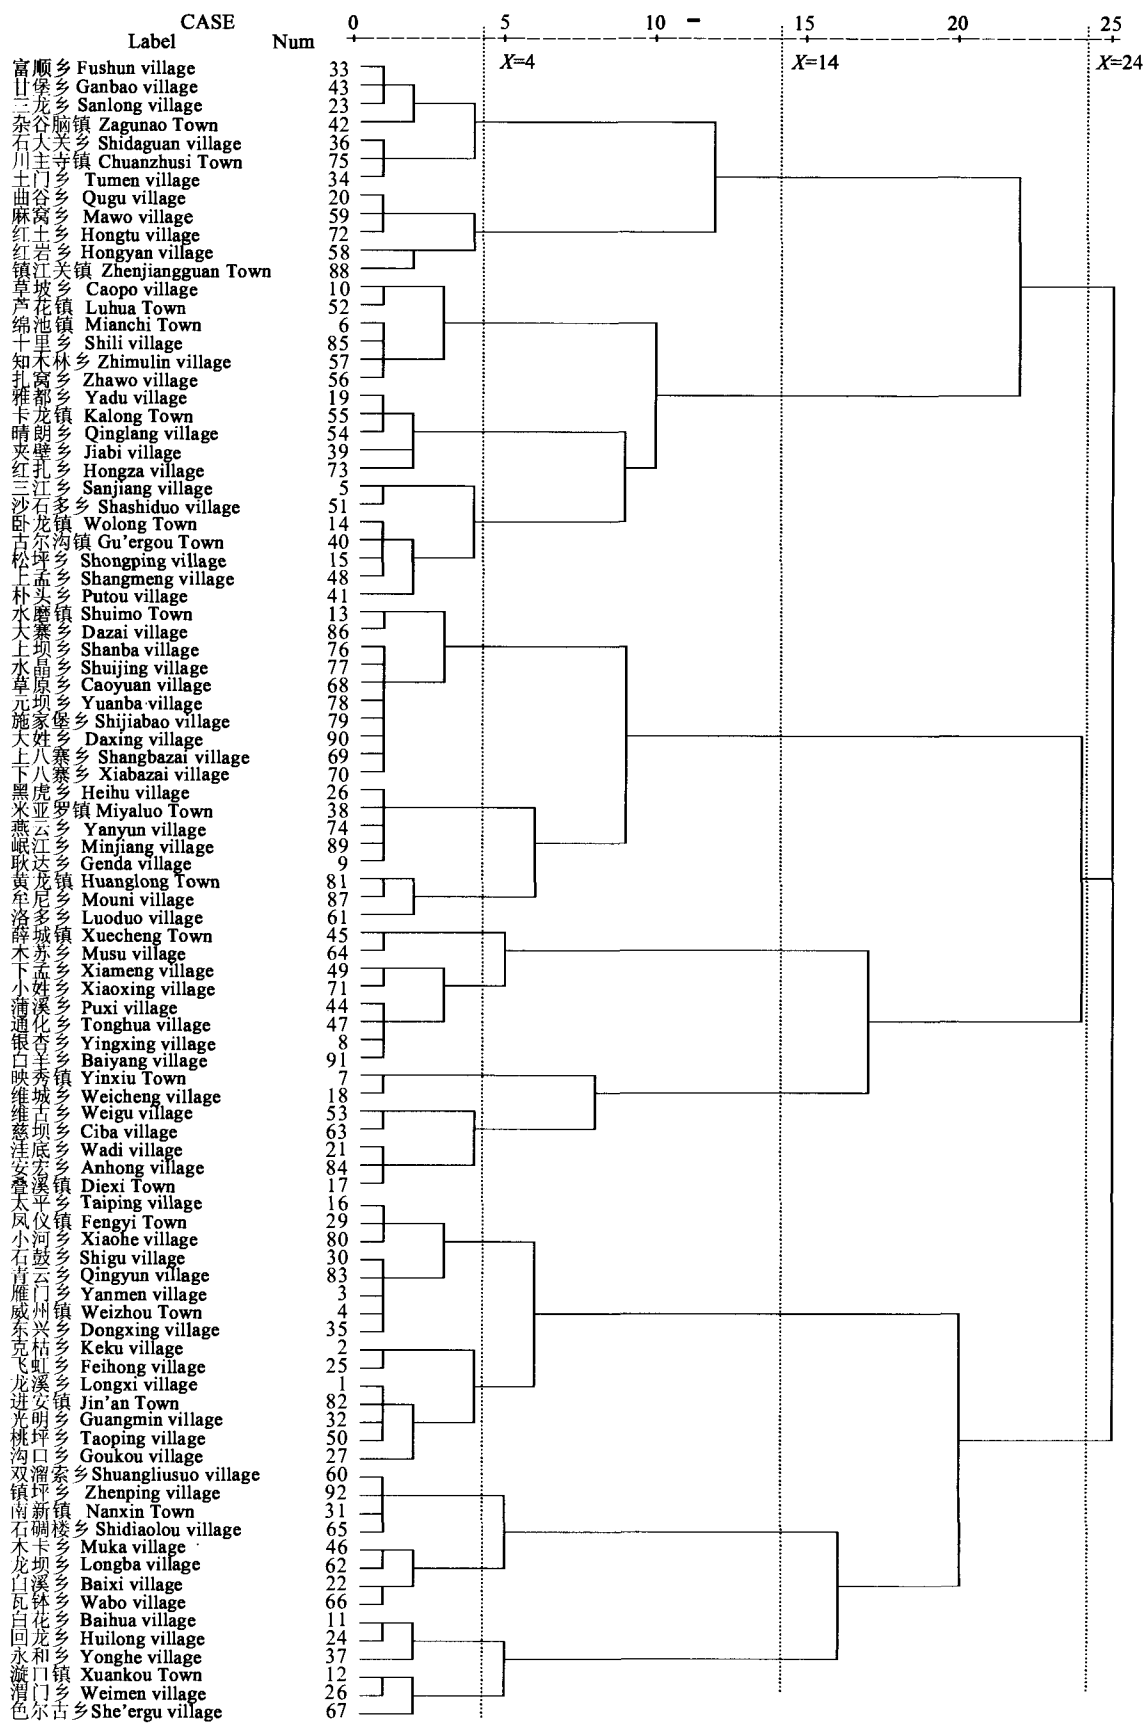 CASE 0 5 10 15 20 25
Label Num
X=4 X=14 X=24
富顺乡 Fushun village 33
甘堡乡 Ganbao village 43
三龙乡 Sanlong village 23
杂谷脑镇 Zagunao Town 42
石大关乡 Shidaguan village 36
川主寺镇 Chuanzhusi Town 75
土门乡 Tumen village 34
曲谷乡 Qugu village 20
麻窝乡 Mawo village 59
红土乡 Hongtu village 72
红岩乡 Hongyan village 58
镇江关镇 Zhenjiangguan Town 88
草坡乡 Caopo village 10
芦花镇 Luhua Town 52
绵池镇 Mianchi Town 6
十里乡 Shili village 85
知木林乡 Zhimulin village 57
扎窝乡 Zhawo village 56
雅都乡 Yadu village 19
卡龙镇 Kalong Town 55
晴朗乡 Qinglang village 54
夹壁乡 Jiabi village 39
红扎乡 Hongza village 73
三江乡 Sanjiang village 5
沙石多乡 Shashiduo village 51
卧龙镇 Wolong Town 14
古尔沟镇 Gu'ergou Town 40
松坪乡 Shongping village 15
上孟乡 Shangmeng village 48
朴头乡 Putou village 41
水磨镇 Shuimo Town 13
大寨乡 Dazai village 86
上坝乡 Shanba village 76
水晶乡 Shuijing village 77
草原乡 Caoyuan village 68
元坝乡 Yuanba village 78
施家堡乡 Shijiabao village 79
大姓乡 Daxing village 90
上八寨乡 Shangbazai village 69
下八寨乡 Xiabazai village 70
黑虎乡 Heihu village 26
米亚罗镇 Miyaluo Town 38
燕云乡 Yanyun village 74
岷江乡 Minjiang village 89
耿达乡 Genda village 9
黄龙镇 Huanglong Town 81
牟尼乡 Mouni village 87
洛多乡 Luoduo village 61
薛城镇 Xuecheng Town 45
木苏乡 Musu village 64
下孟乡 Xiameng village 49
小姓乡 Xiaoxing village 71
蒲溪乡 Puxi village 44
通化乡 Tonghua village 47
银杏乡 Yingxing village 8
白羊乡 Baiyang village 91
映秀镇 Yinxiu Town 7
维城乡 Weicheng village 18
维古乡 Weigu village 53
慈坝乡 Ciba village 63
洼底乡 Wadi village 21
安宏乡 Anhong village 84
叠溪镇 Diexi Town 17
太平乡 Taiping village 16
凤仪镇 Fengyi Town 29
小河乡 Xiaohe village 80
石鼓乡 Shigu village 30
青云乡 Qingyun village 83
雁门乡 Yanmen village 3
威州镇 Weizhou Town 4
东兴乡 Dongxing village 35
克枯乡 Keku village 2
飞虹乡 Feihong village 25
龙溪乡 Longxi village 1
进安镇 Jin'an Town 82
光明乡 Guangmin village 32
桃坪乡 Taoping village 50
沟口乡 Goukou village 27
双溜索乡 Shuangliusuo village 60
镇坪乡 Zhenping village 92
南新镇 Nanxin Town 31
石碉楼乡 Shidiaolou village 65
木卡乡 Muka village 46
龙坝乡 Longba village 62
白溪乡 Baixi village 22
瓦钵乡 Wabo village 66
白花乡 Baihua village 11
回龙乡 Huilong village 24
永和乡 Yonghe village 37
漩口镇 Xuankou Town 12
渭门乡 Weimen village 26
色尔古乡 She'ergu village 67